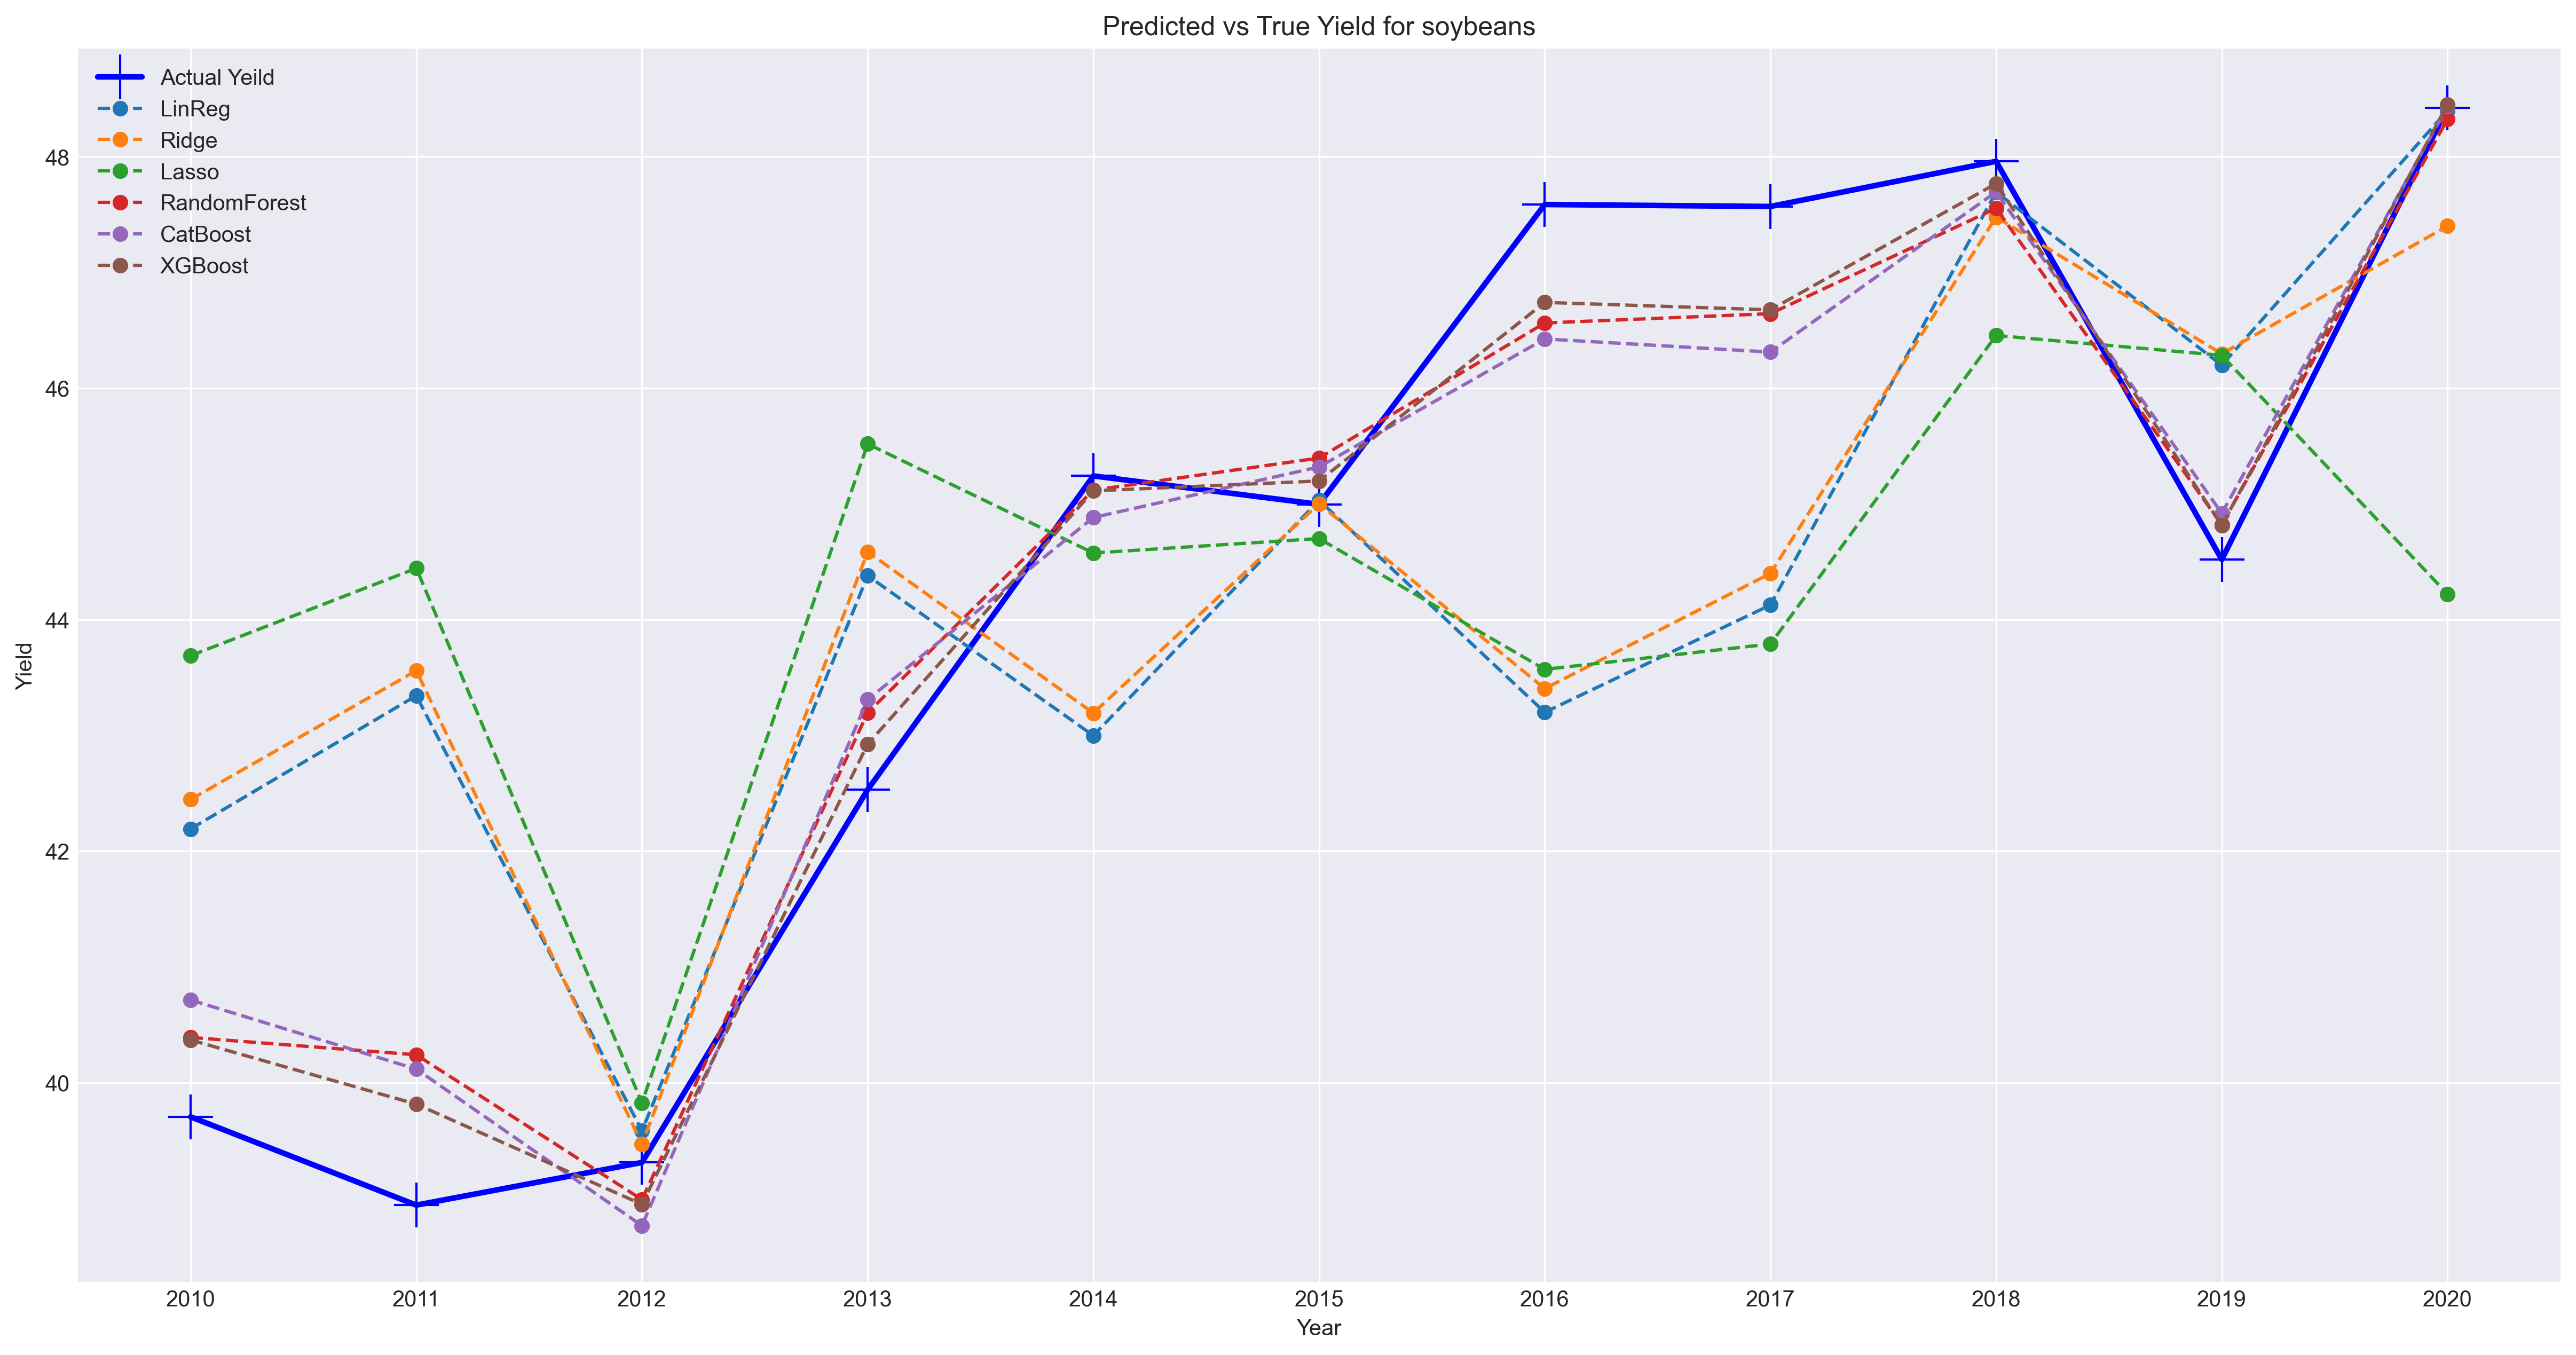 Predicted vs True Yield for soybeans
Actual Yeild
LinReg
Ridge
Lasso
RandomForest
CatBoost
XGBoost
48
46
44
42
40
Yield
2010 2011 2012 2013 2014 2015 2016 2017 2018 2019 2020
Year